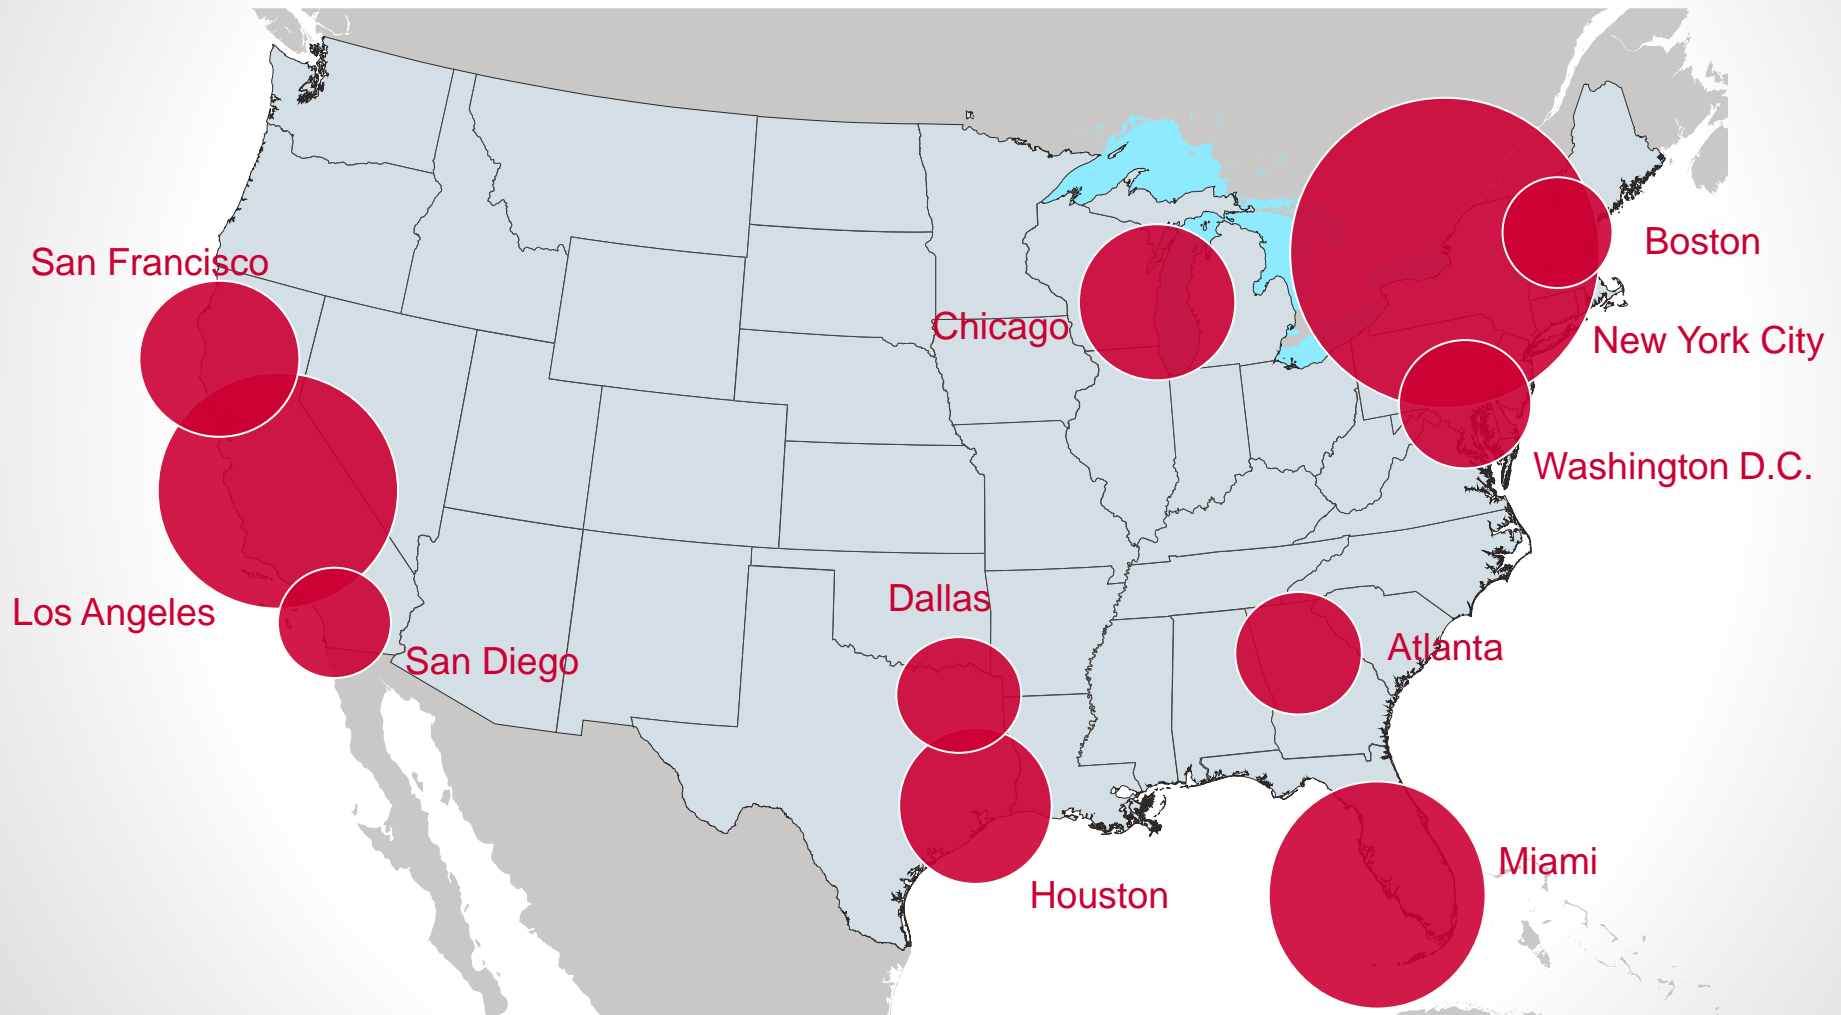 San Francisco
Boston
Chicago
New York City
Washington D.C.
Dallas
Los Angeles
Atlanta
San Diego
Miami
Houston